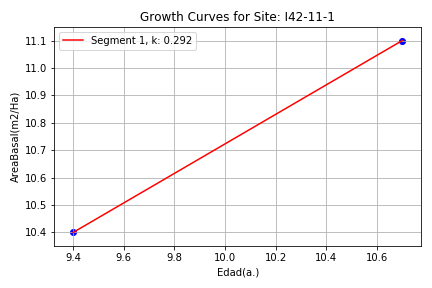 Growth Curves for Site: I42-11-1
Segment 1, k: 0.292
AreaBasal(m2/Ha)
11.1
11.0
10.9
10.8
10.7
10.6
10.5
10.4
9.4 9.6 9.8 10.0 10.2 10.4 10.6
Edad(a.)